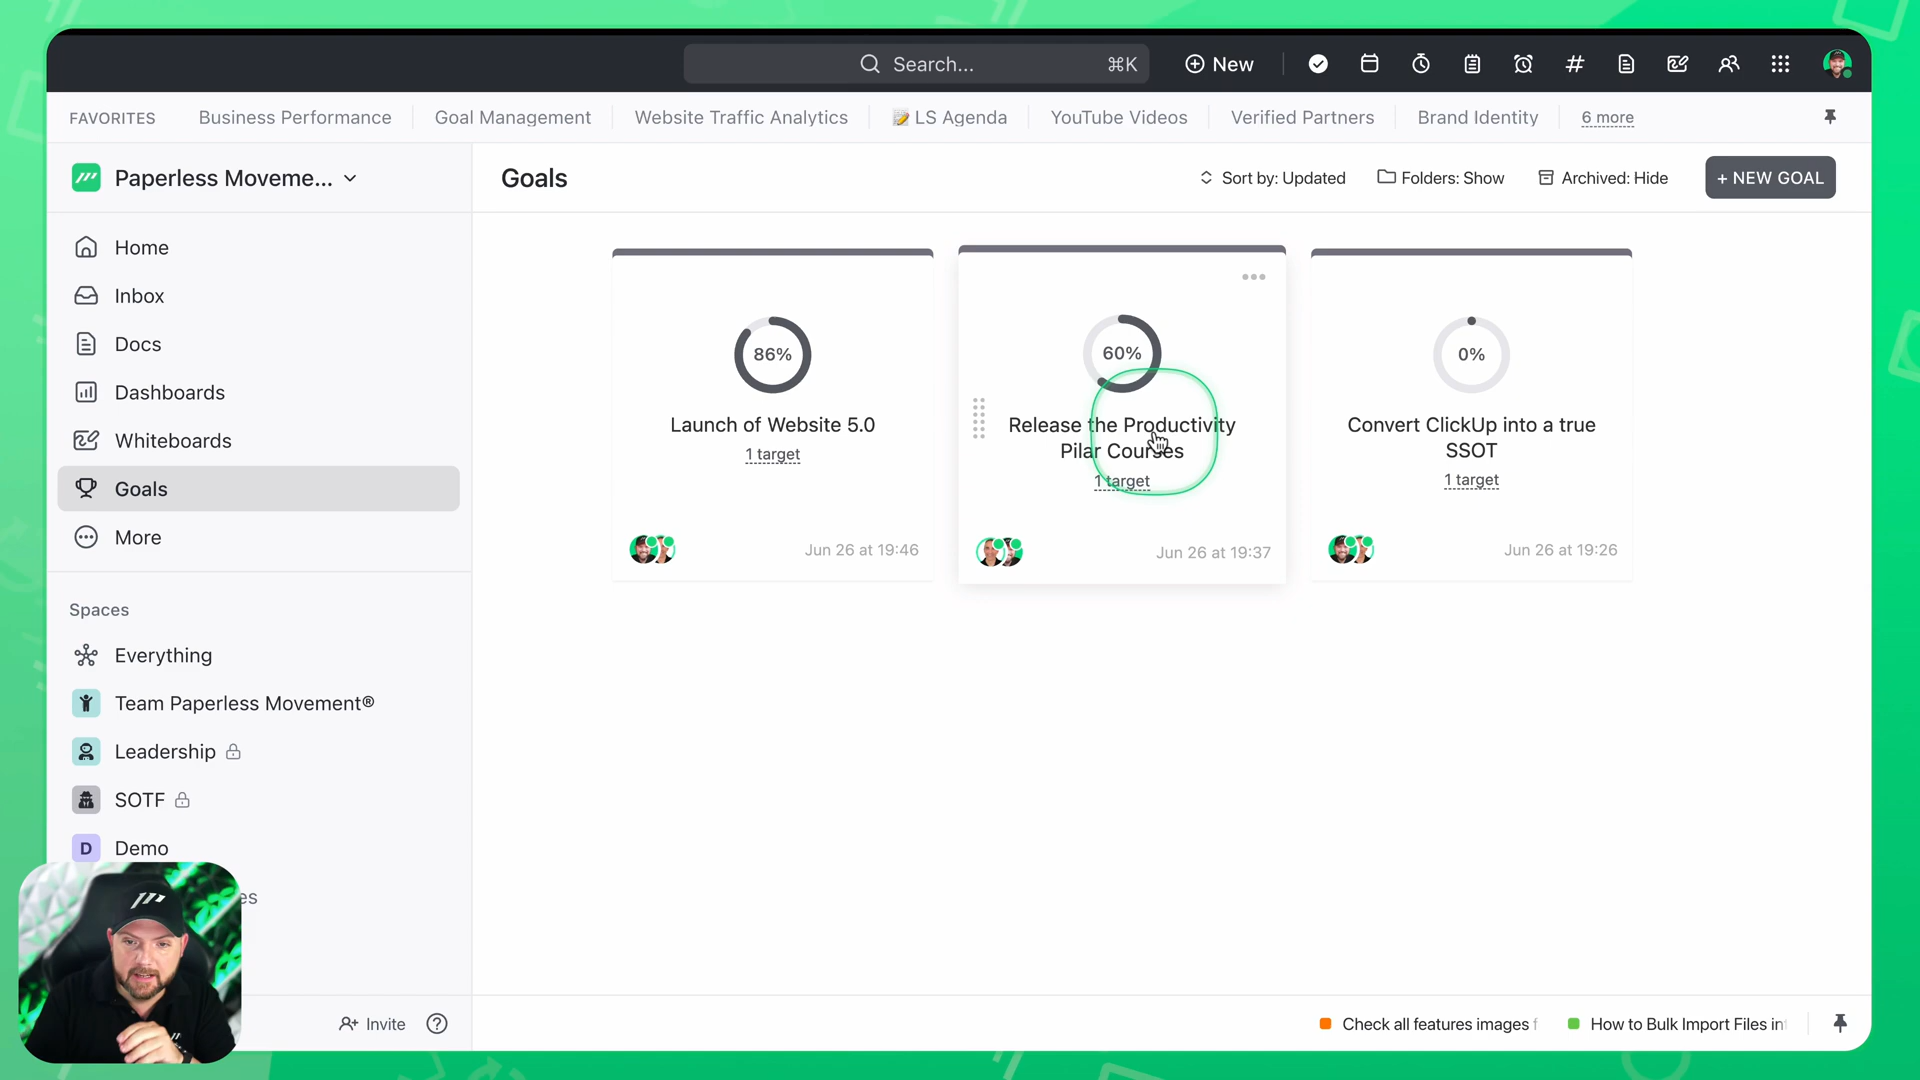 Search...
⌘K
New
FAVORITES
Business Performance
Goal Management
Website Traffic Analytics
📝 LS Agenda
YouTube Videos
Verified Partners
Brand Identity
6 more
Paperless Moveme...
Goals
Sort by: Updated
Folders: Show
Archived: Hide
+ NEW GOAL
Home
Inbox
Docs
Dashboards
Whiteboards
Goals
More
86%
Launch of Website 5.0
1 target
Jun 26 at 19:46
60%
Release the Productivity
Pilar Courses
1 target
Jun 26 at 19:37
0%
Convert ClickUp into a true
SSOT
1 target
Jun 26 at 19:26
Spaces
Everything
Team Paperless Movement®
Leadership
SOTF
D
Demo
es
Invite
Check all features images
How to Bulk Import Files in